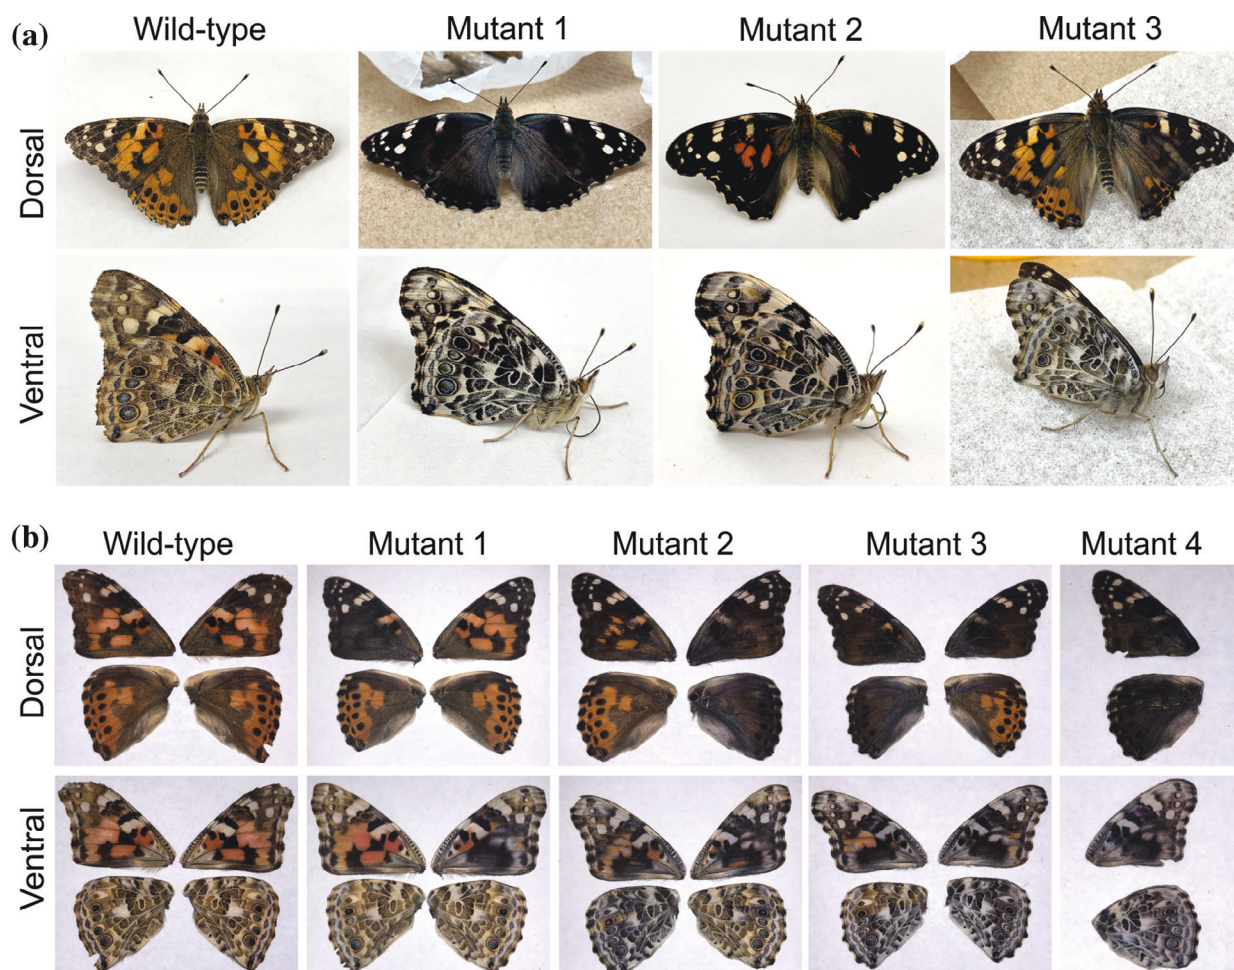 (a)
Wild-type Mutant 1 Mutant 2 Mutant 3
Dorsal
Ventral
(b)
Wild-type Mutant 1 Mutant 2 Mutant 3 Mutant 4
Dorsal
Ventral